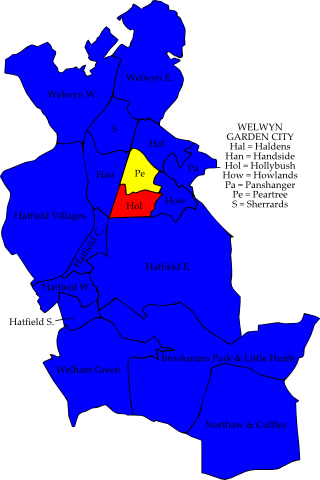 Welwyn E.
Welwyn W.
WELWYN
GARDEN CITY
Hal = Haldens
Han = Handside
Hol = Hollybush
How = Howlands
Pa = Panshanger
Pe = Peartree
S = Sherrards
S
Hal
Pa
Han
Pe
How
Hol
Hatfield Villages
Hatfield C.
Hatfield E.
Hatfield W.
Hatfield S.
Brookmans Park & Little Heath
Welham Green
Northaw & Cuffley